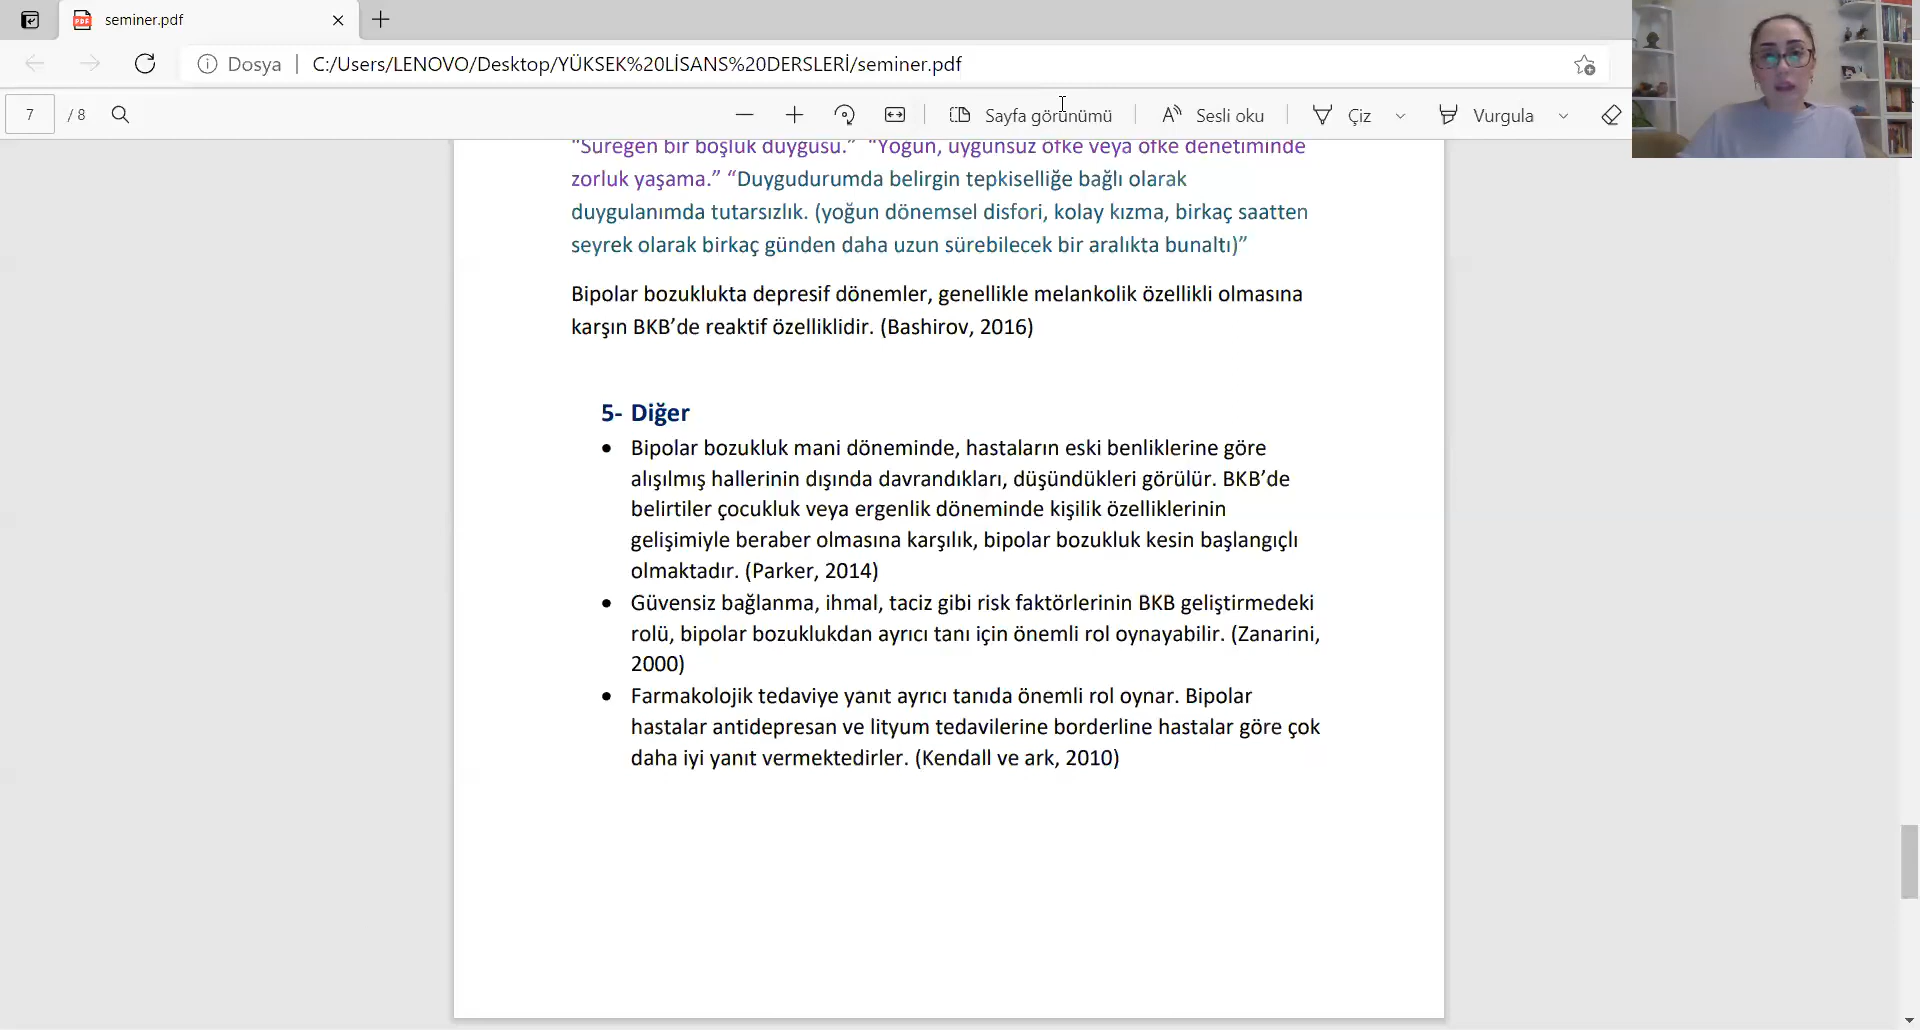 seminer.pdf
Dosya
C:/Users/LENOVO/Desktop/YÜKSEK%20LİSANS%20DERSLERİ/seminer.pdf
7 / 8
Sayfa görünümü
Sesli oku
Çiz
Vurgula
“Süregen bir boşluk duygusu.” “Yoğun, uygunsuz öfke veya öfke denetiminde
zorluk yaşama.” “Duygudurumda belirgin tepkiselliğe bağlı olarak
duygulanımda tutarsızlık. (yoğun dönemsel disfori, kolay kızma, birkaç saatten
seyrek olarak birkaç günden daha uzun sürebilecek bir aralıkta bunaltı)”
Bipolar bozuklukta depresif dönemler, genellikle melankolik özellikli olmasına
karşın BKB’de reaktif özelliklidir. (Bashirov, 2016)
5- Diğer
• Bipolar bozukluk mani döneminde, hastaların eski benliklerine göre
alışılmış hallerinin dışında davrandıkları, düşündükleri görülür. BKB’de
belirtiler çocukluk veya ergenlik döneminde kişilik özelliklerinin
gelişimiyle beraber olmasına karşılık, bipolar bozukluk kesin başlangıçlı
olmaktadır. (Parker, 2014)
• Güvensiz bağlanma, ihmal, taciz gibi risk faktörlerinin BKB geliştirmedeki
rolü, bipolar bozuklukdan ayrıcı tanı için önemli rol oynayabilir. (Zanarini,
2000)
• Farmakolojik tedaviye yanıt ayrıcı tanıda önemli rol oynar. Bipolar
hastalar antidepresan ve lityum tedavilerine borderline hastalar göre çok
daha iyi yanıt vermektedirler. (Kendall ve ark, 2010)